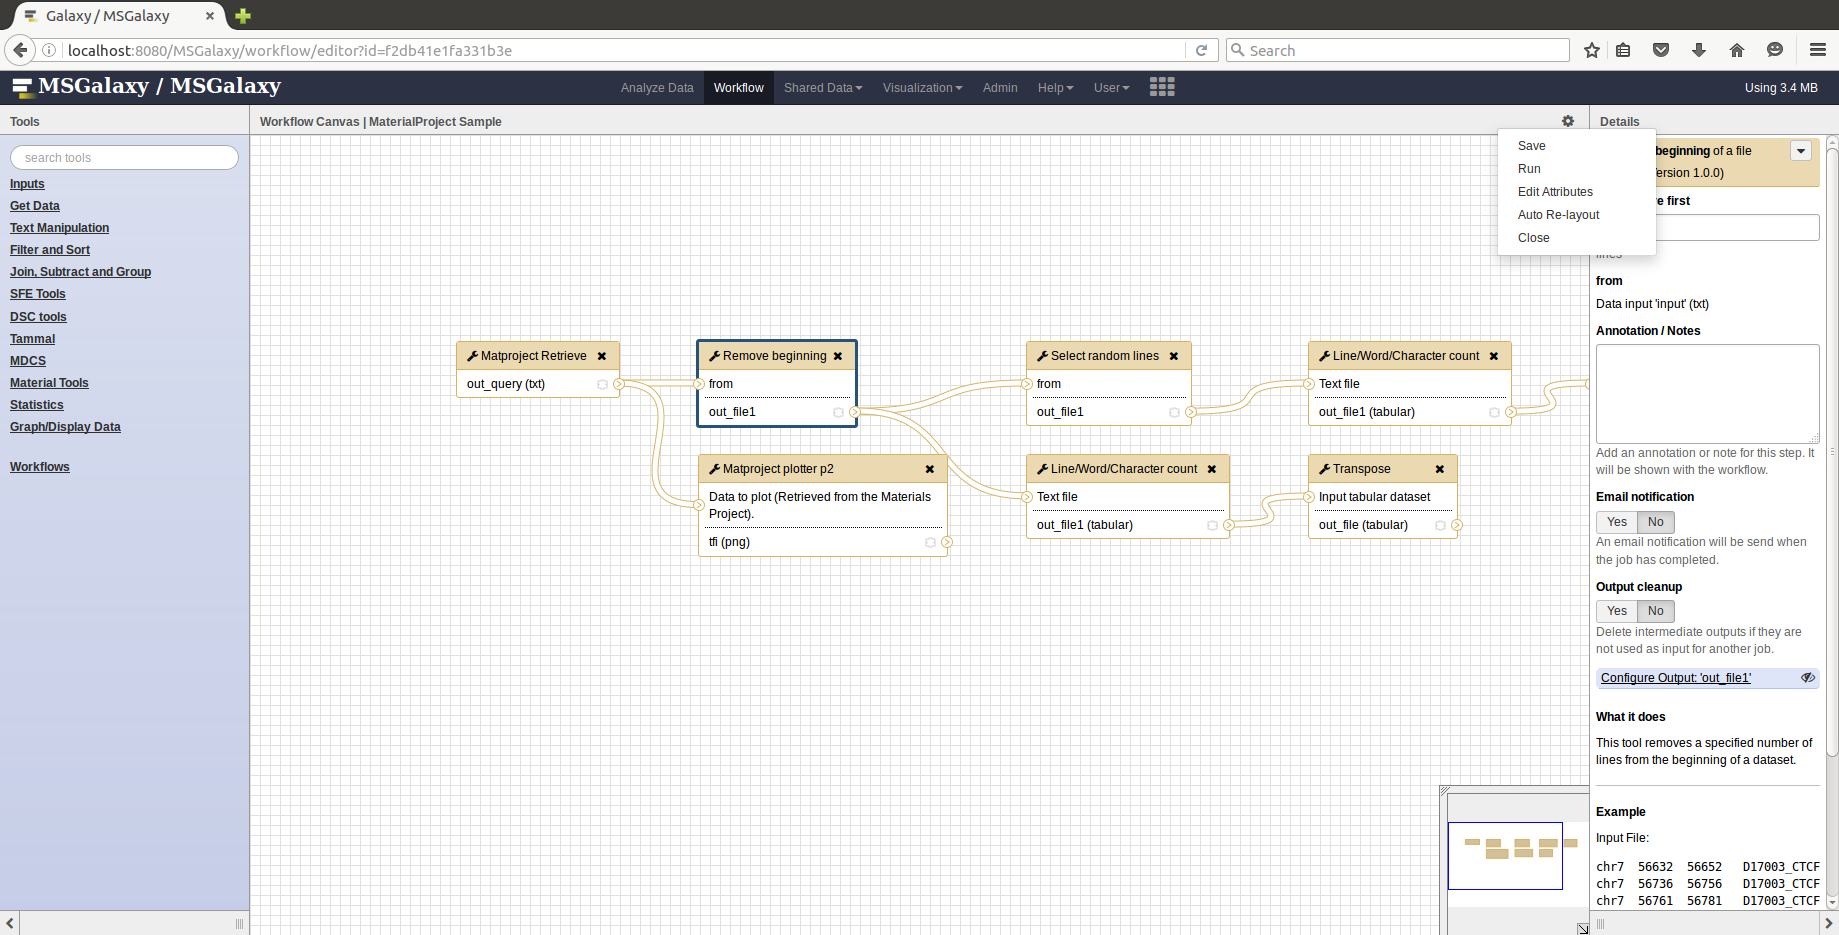 Galaxy / MSGalaxy
localhost:8080/MSGalaxy/workflow/editor?id=f2db41e1fa331b3e
Search
MSGalaxy / MSGalaxy
Analyze Data
Workflow
Shared Data
Visualization
Admin
Help
User
Using 3.4 MB
Tools
search tools
Inputs
Get Data
Text Manipulation
Filter and Sort
Join, Subtract and Group
SFE Tools
DSC tools
Tammal
MDCS
Material Tools
Statistics
Graph/Display Data
Workflows
Workflow Canvas | MaterialProject Sample
Save
Run
Edit Attributes
Auto Re-layout
Close
Matproject Retrieve
out_query (txt)
Remove beginning
from
out_file1
Select random lines
from
out_file1
Line/Word/Character count
Text file
out_file1 (tabular)
Matproject plotter p2
Data to plot (Retrieved from the Materials
Project).
tfi (png)
Line/Word/Character count
Text file
out_file1 (tabular)
Transpose
Input tabular dataset
out_file (tabular)
Details
beginning of a file
ersion 1.0.0)
e first
lines
from
Data input 'input' (txt)
Annotation / Notes
Add an annotation or note for this step. It
will be shown with the workflow.
Email notification
Yes No
An email notification will be send when
the job has completed.
Output cleanup
Yes No
Delete intermediate outputs if they are
not used as input for another job.
Configure Output: 'out_file1'
What it does
This tool removes a specified number of
lines from the beginning of a dataset.
Example
Input File:
chr7 56632 56652 D17003_CTCF
chr7 56736 56756 D17003_CTCF
chr7 56761 56781 D17003_CTCF